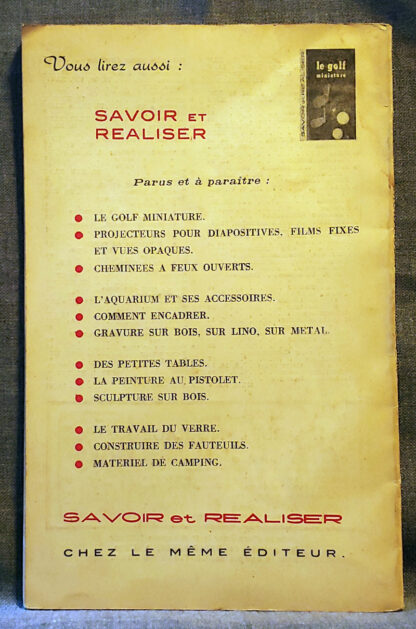 Vous lirez aussi :
le golf
miniature
SAVOIR ET REALISER
SAVOIR ET
REALISER
Parus et à paraître :
LE GOLF MINIATURE.
PROJECTEURS POUR DIAPOSITIVES, FILMS FIXES
ET VUES OPAQUES.
CHEMINEES A FEUX OUVERTS.
L'AQUARIUM ET SES ACCESSOIRES.
COMMENT ENCADRER.
GRAVURE SUR BOIS, SUR LINO, SUR METAL.
DES PETITES TABLES.
LA PEINTURE AU PISTOLET.
SCULPTURE SUR BOIS.
LE TRAVAIL DU VERRE.
CONSTRUIRE DES FAUTEUILS.
MATERIEL DE CAMPING.
SAVOIR et REALISER
CHEZ LE MÊME ÉDITEUR.